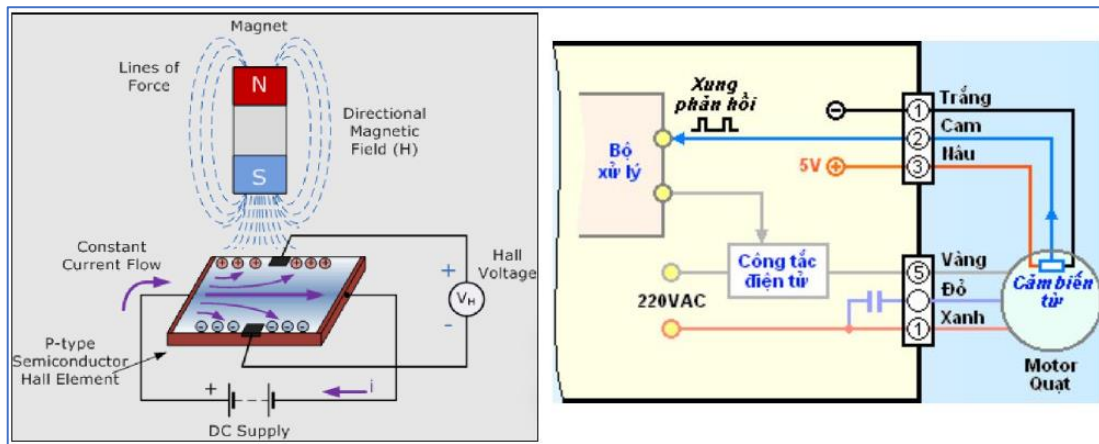 Magnet
Lines of
Force
N
S
Directional
Magnetic
Field (H)
Constant
Current Flow
+
Hall
Voltage
VH
-
P-type
Semiconductor
Hall Element
+
i
DC Supply
Xung
phản hồi
Bộ
xử lý
5V
220VAC
Công tắc
điện tử
1
Trắng
2
Cam
3
Nâu
5
Vàng
Đỏ
1
Xanh
Cảm biến
từ
Motor
Quạt